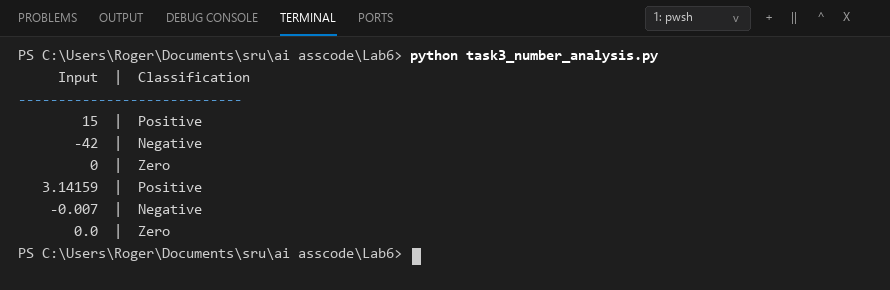 PROBLEMS OUTPUT DEBUG CONSOLE TERMINAL PORTS 1: pwsh v + || ^ X
PS C:\Users\Roger\Documents\sru\ai asscode\Lab6> python task3_number_analysis.py
     Input  |  Classification
----------------------------
        15  |  Positive
       -42  |  Negative
         0  |  Zero
   3.14159  |  Positive
    -0.007  |  Negative
       0.0  |  Zero
PS C:\Users\Roger\Documents\sru\ai asscode\Lab6>